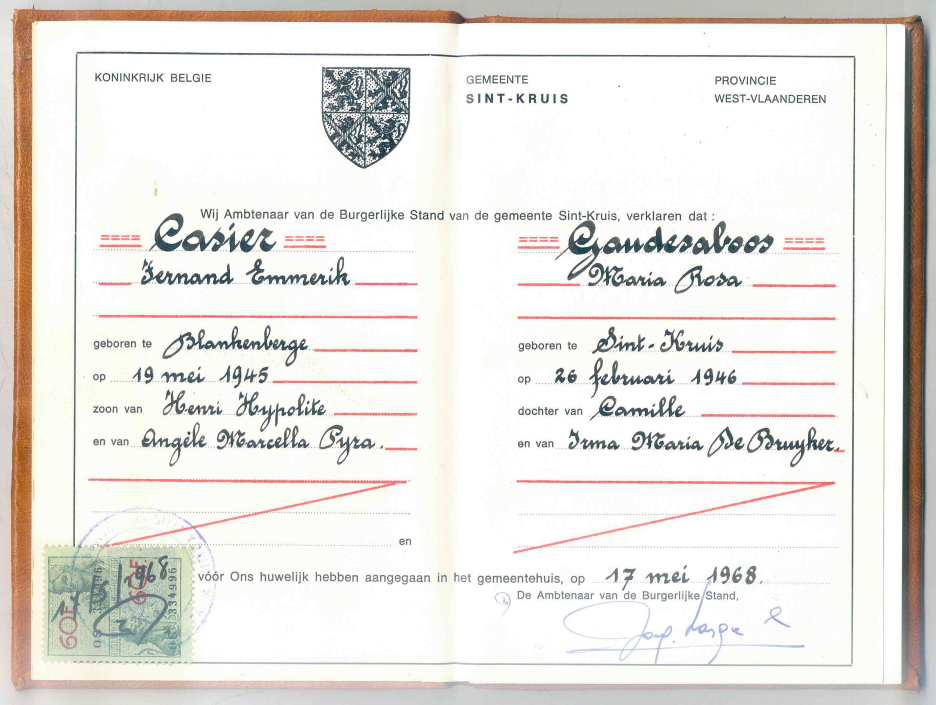 KONINKRIJK BELGIE
GEMEENTE
SINT-KRUIS
PROVINCIE
WEST-VLAANDEREN
Wij Ambtenaar van de Burgerlijke Stand van de gemeente Sint-Kruis, verklaren dat :
==== Casier ====
Fernand Emmerik
geboren te Blankenberge
op 19 mei 1945
zoon van Henri Hypolite
en van Angèle Marcella Pyra.
en
==== Gaudesaboos ====
Maria Rosa
geboren te Sint-Kruis
op 26 februari 1946
dochter van Camille
en van Irma Maria De Bruyker.
vóór Ons huwelijk hebben aangegaan in het gemeentehuis, op 17 mei 1968.
De Ambtenaar van de Burgerlijke Stand,
60F
334996
1968
60F
334996